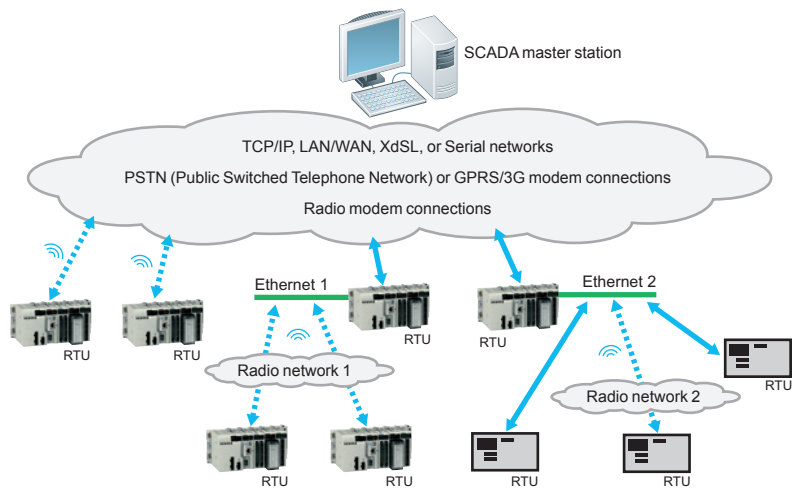 SCADA master station
TCP/IP, LAN/WAN, XdSL, or Serial networks
PSTN (Public Switched Telephone Network) or GPRS/3G modem connections
Radio modem connections
Ethernet 1
Ethernet 2
RTU
RTU
RTU
RTU
Radio network 1
RTU
Radio network 2
RTU
RTU
RTU
RTU